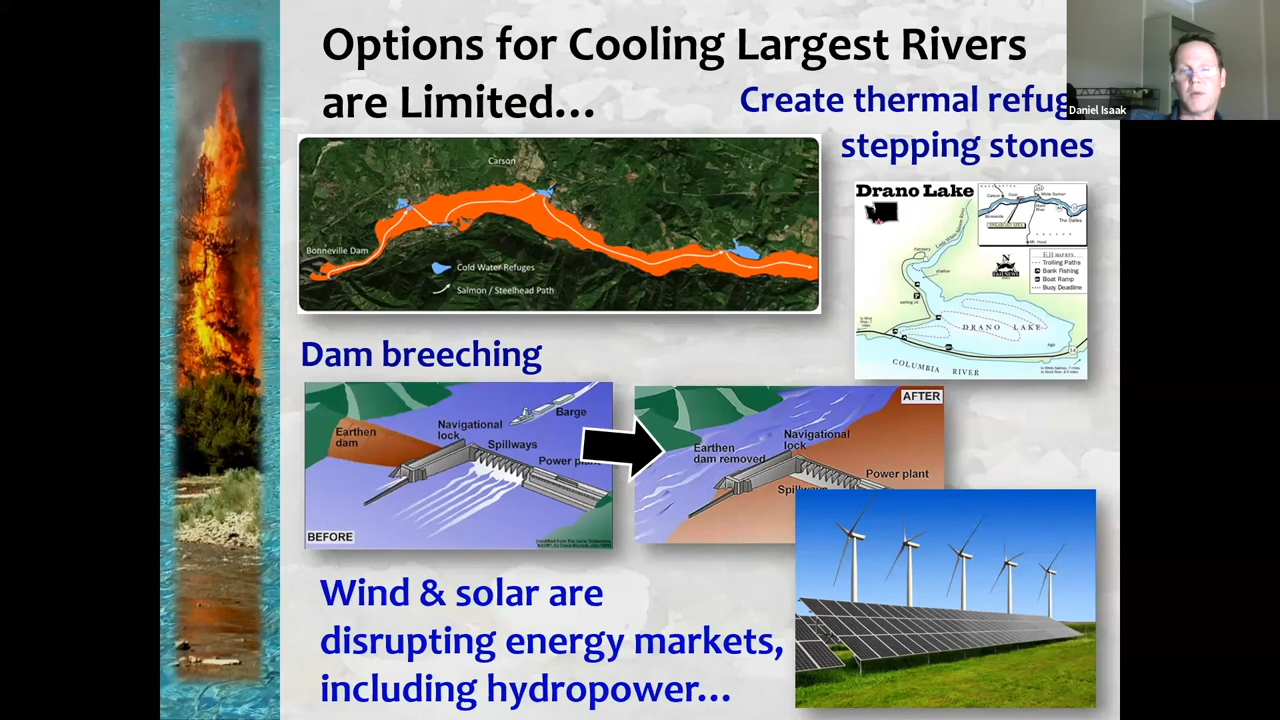 Options for Cooling Largest Rivers
are Limited...
Create thermal refug
stepping stones
Daniel Isaak
Carson
Bonneville Dam
Cold Water Refuges
Salmon / Steelhead Path
Drano Lake
Trolling Paths
Bank Fishing
Boat Ramp
Buoy Deadline
DRANO LAKE
COLUMBIA RIVER
Dam breeching
Earthen
dam
Navigational
lock
Spillways
Barge
Power plant
BEFORE
AFTER
Earthen
dam removed
Navigational
lock
Spillways
Power plant
Wind & solar are
disrupting energy markets,
including hydropower...